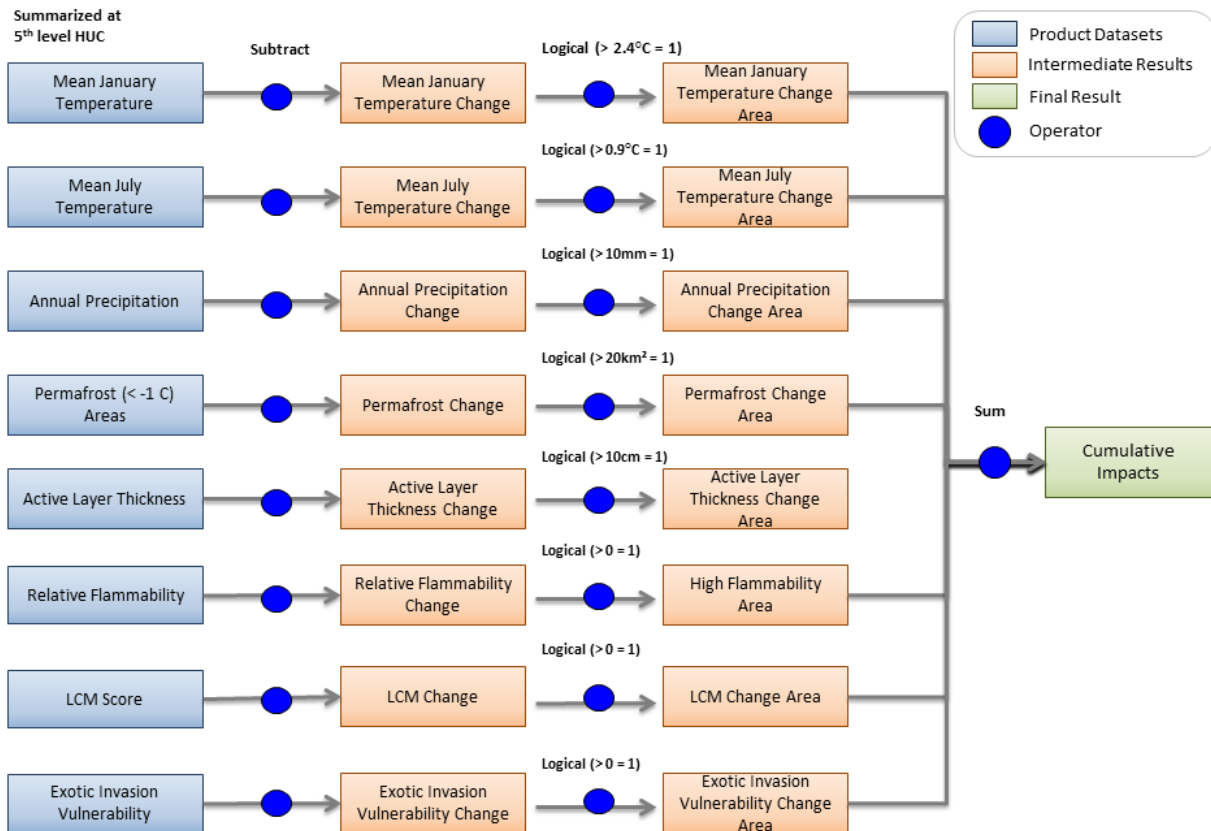 Summarized at
5th level HUC
Subtract
Logical (> 2.4°C = 1)
Product Datasets
Intermediate Results
Final Result
Operator
Mean January
Temperature
Mean January
Temperature Change
Mean January
Temperature Change
Area
Logical (>0.9°C = 1)
Mean July
Temperature
Mean July
Temperature Change
Mean July
Temperature Change
Area
Logical (>10mm = 1)
Annual Precipitation
Annual Precipitation
Change
Annual Precipitation
Change Area
Logical (>20km² = 1)
Permafrost (< -1 C)
Areas
Permafrost Change
Permafrost Change
Area
Sum
Cumulative
Impacts
Logical (>10cm = 1)
Active Layer Thickness
Active Layer
Thickness Change
Active Layer
Thickness Change
Area
Logical (>0 = 1)
Relative Flammability
Relative Flammability
Change
High Flammability
Area
Logical (>0 = 1)
LCM Score
LCM Change
LCM Change Area
Logical (>0 = 1)
Exotic Invasion
Vulnerability
Exotic Invasion
Vulnerability Change
Exotic Invasion
Vulnerability Change
Area